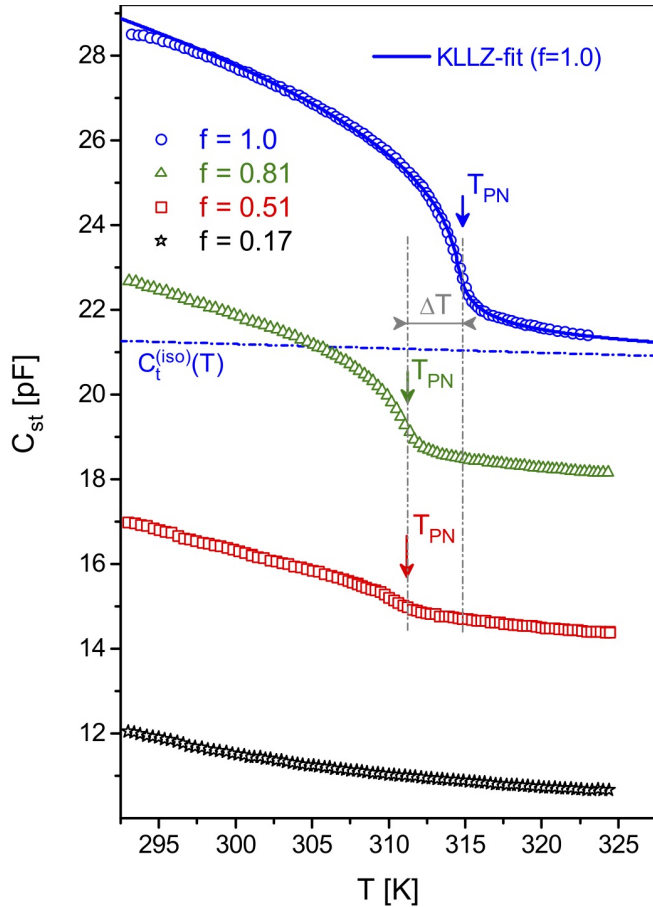 KLLZ-fit (f=1.0)
f = 1.0
f = 0.81
f = 0.51
f = 0.17
T_PN
ΔT
C_t^(iso)(T)
T_PN
T_PN
C_st [pF]
28
26
24
22
20
18
16
14
12
295 300 305 310 315 320 325
T [K]